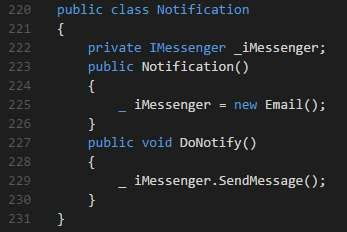 220 public class Notification
221 {
222     private IMessenger _iMessenger;
223     public Notification()
224     {
225         _ iMessenger = new Email();
226     }
227     public void DoNotify()
228     {
229         _ iMessenger.SendMessage();
230     }
231 }